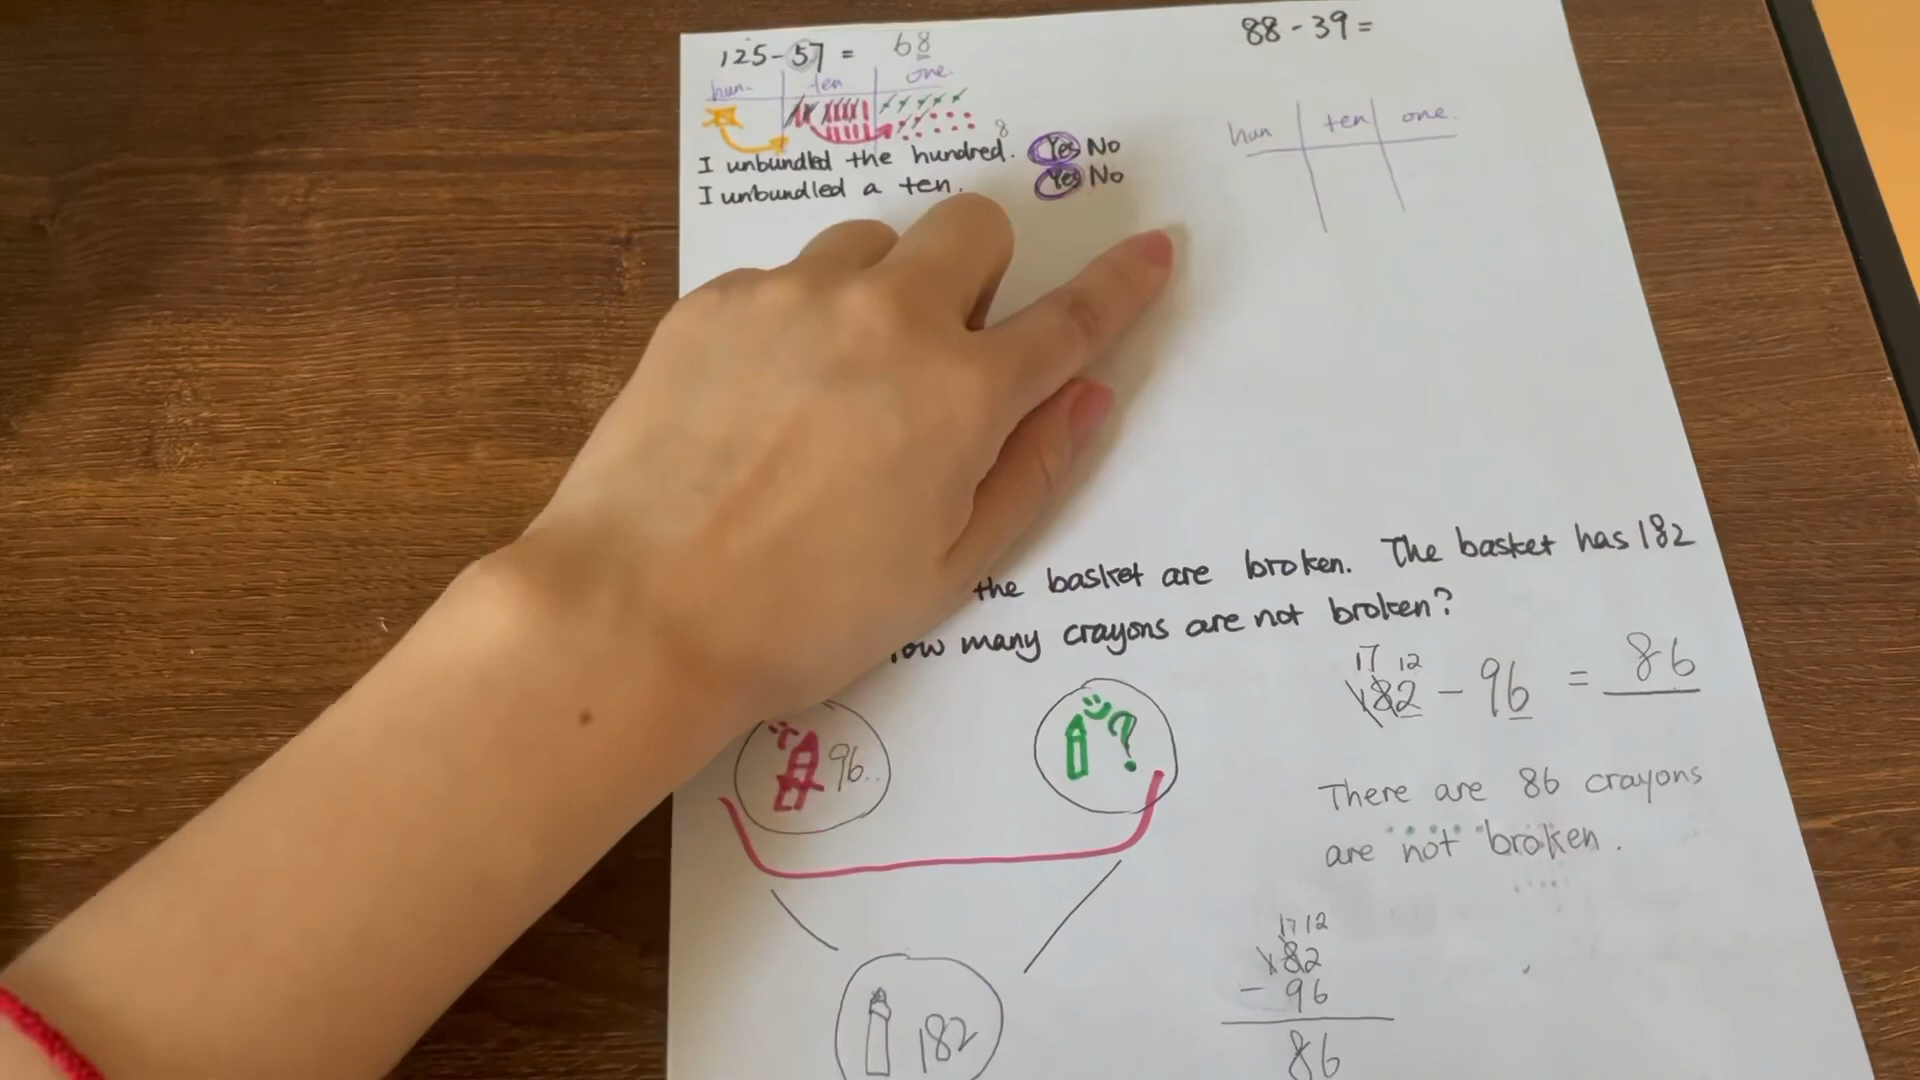 125-57 = 68
hun. ten one.
8
I unbundled the hundred. Yes No
I unbundled a ten. Yes No
88-39=
hun ten one.
the basket are broken. The basket has 182
how many crayons are not broken?
17 12
182 - 96 = 86
There are 86 crayons
are not broken.
96
?
182
17 12
182
- 96
86